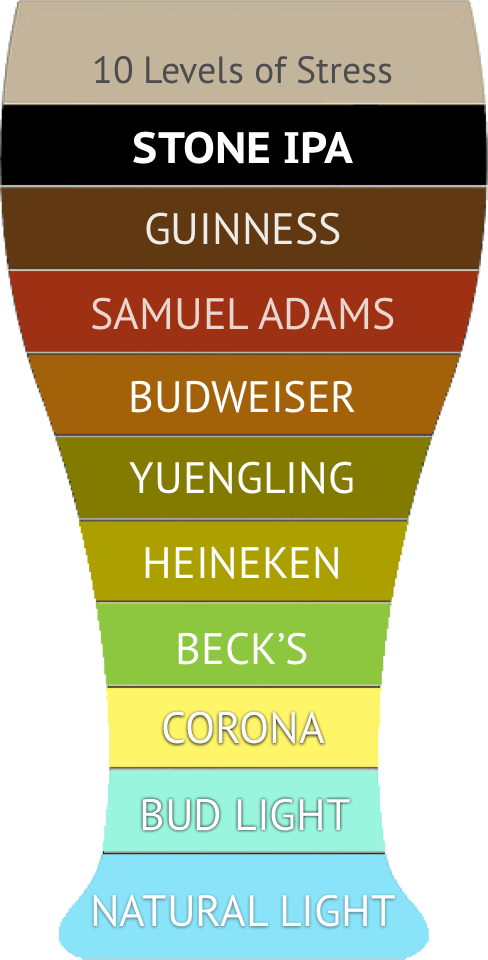 10 Levels of Stress
STONE IPA
GUINNESS
SAMUEL ADAMS
BUDWEISER
YUENGLING
HEINEKEN
BECK’S
CORONA
BUD LIGHT
NATURAL LIGHT